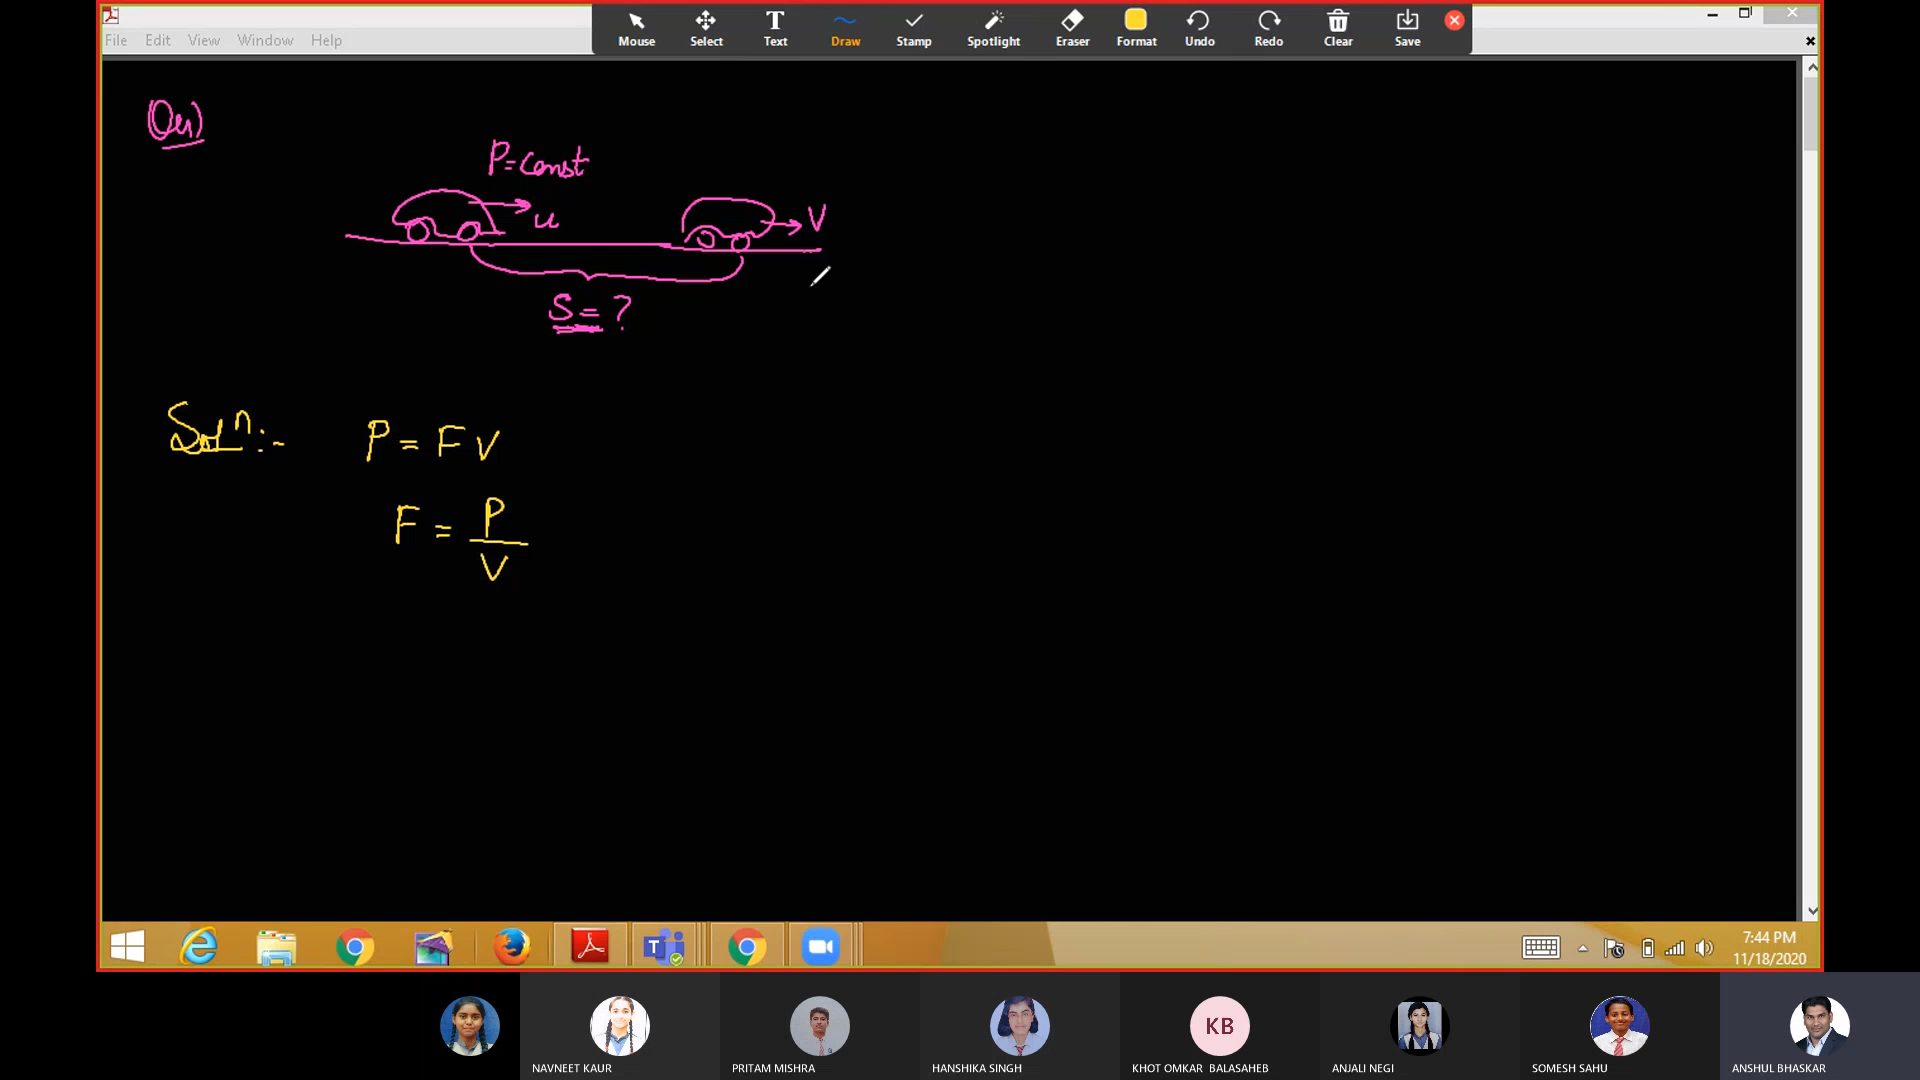 Mouse Select Text Draw Stamp Spotlight Eraser Format Undo Redo Clear Save
File Edit View Window Help
Qu)
P=Const
u
V
S=?
Solⁿ:-
P = F V
F = P/V
7:44 PM
11/18/2020
KB
NAVNEET KAUR
PRITAM MISHRA
HANSHIKA SINGH
KHOT OMKAR BALASAHEB
ANJALI NEGI
SOMESH SAHU
ANSHUL BHASKAR